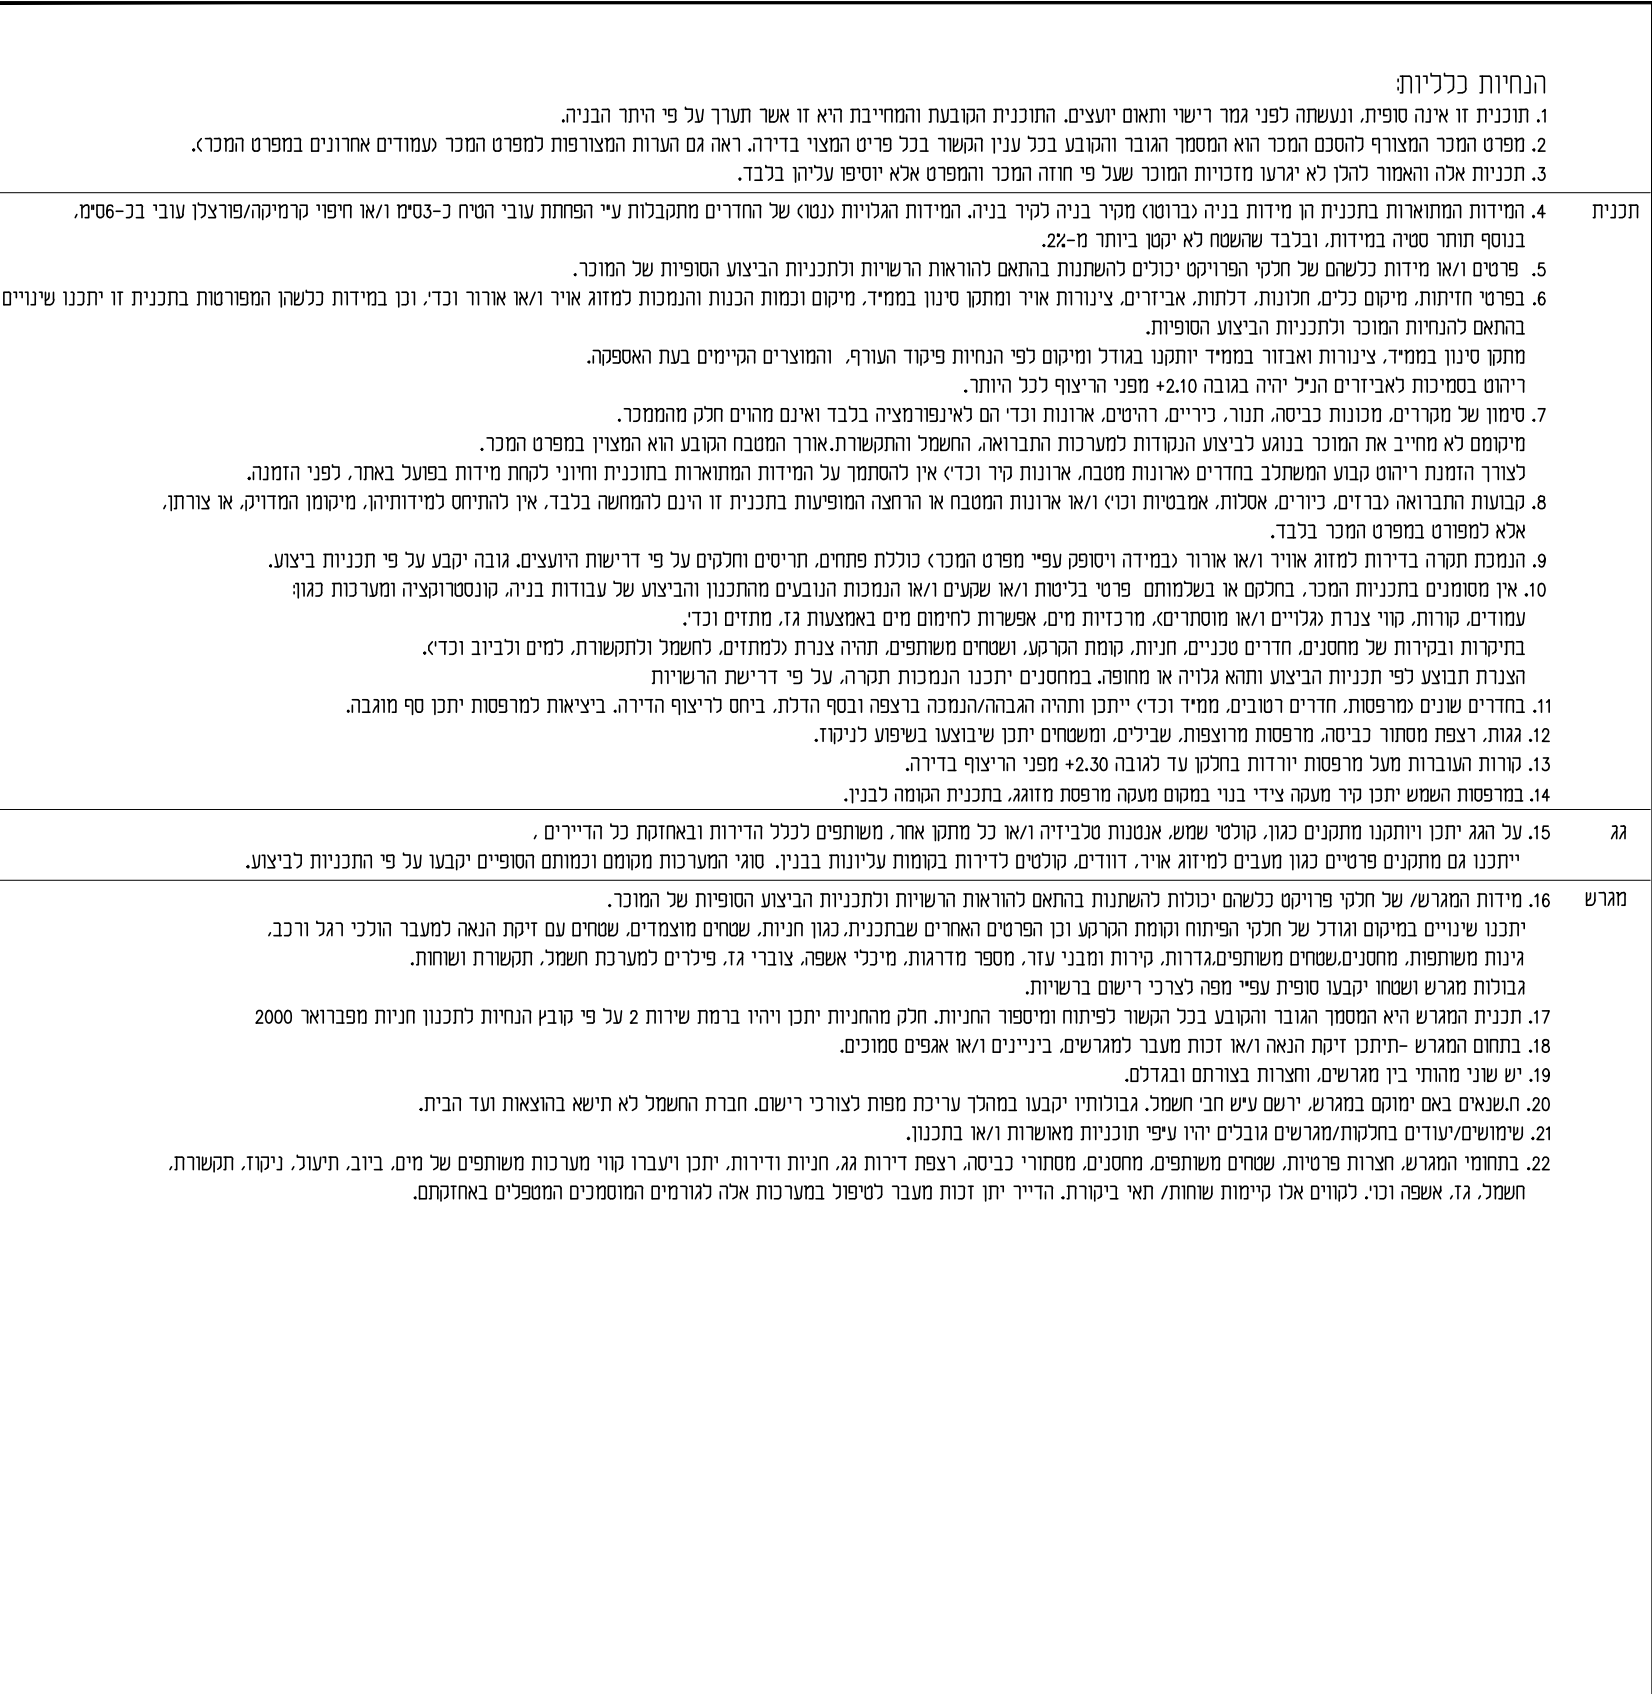 הנחיות כלליות:
1. תוכנית זו אינה סופית, ונעשתה לפני גמר רישוי ותאום יועצים. התוכנית הקובעת והמחייבת היא זו אשר תערך על פי היתר הבניה.
2. מפרט המכר המצורף להסכם המכר הוא המסמך הגובר והקובע בכל ענין הקשור בכל פריט המצוי בדירה. ראה גם הערות המצורפות למפרט המכר (עמודים אחרונים במפרט המכר).
3. תכניות אלה והאמור להלן לא יגרעו מזכויות המוכר שעל פי חוזה המכר והמפרט אלא יוסיפו עליהן בלבד.
תכנית
4. המידות המתוארות בתכנית הן מידות בניה (ברוטו) מקיר בניה לקיר בניה. המידות הגלויות (נטו) של החדרים מתקבלות ע"י הפחתת עובי הטיח כ-3ס"מ ו/או חיפוי קרמיקה/פורצלן עובי בכ-6ס"מ,
בנוסף תותר סטיה במידות, ובלבד שהשטח לא יקטן ביותר מ-2%.
5. פרטים ו/או מידות כלשהם של חלקי הפרויקט יכולים להשתנות בהתאם להוראות הרשויות ולתכניות הביצוע הסופיות של המוכר.
6. בפרטי חזיתות, מיקום כלים, חלונות, דלתות, אביזרים, צינורות אויר ומתקן סינון בממ"ד, מיקום וכמות הכנות והנמכות למזוג אויר ו/או אורור וכד', וכן במידות כלשהן המפורטות בתכנית זו יתכנו שינויים
בהתאם להנחיות המוכר ולתכניות הביצוע הסופיות.
מתקן סינון בממ"ד, צינורות ואבזור בממ"ד יותקנו בגודל ומיקום לפי הנחיות פיקוד העורף, והמוצרים הקיימים בעת האספקה.
ריהוט בסמיכות לאביזרים הנ"ל יהיה בגובה 2.10+ מפני הריצוף לכל היותר.
7. סימון של מקררים, מכונות כביסה, תנור, כיריים, רהיטים, ארונות וכד' הם לאינפורמציה בלבד ואינם מהוים חלק מהממכר.
מיקומם לא מחייב את המוכר בנוגע לביצוע הנקודות למערכות התברואה, החשמל והתקשורת.אורך המטבח הקובע הוא המצוין במפרט המכר.
לצורך הזמנת ריהוט קבוע המשתלב בחדרים (ארונות מטבח, ארונות קיר וכד') אין להסתמך על המידות המתוארות בתוכנית וחיוני לקחת מידות בפועל באתר, לפני הזמנה.
8. קבועות התברואה (ברזים, כיורים, אסלות, אמבטיות וכו') ו/או ארונות המטבח או הרחצה המופיעות בתכנית זו הינם להמחשה בלבד, אין להתיחס למידותיהן, מיקומן המדויק, או צורתן,
אלא למפורט במפרט המכר בלבד.
9. הנמכת תקרה בדירות למזוג אוויר ו/או אורור (במידה ויסופק עפ"י מפרט המכר) כוללת פתחים, תריסים וחלקים על פי דרישות היועצים. גובה יקבע על פי תכניות ביצוע.
10. אין מסומנים בתכניות המכר, בחלקם או בשלמותם פרטי בליטות ו/או שקעים ו/או הנמכות הנובעים מהתכנון והביצוע של עבודות בניה, קונסטרוקציה ומערכות כגון:
עמודים, קורות, קווי צנרת (גלויים ו/או מוסתרים), מרכזיות מים, אפשרות לחימום מים באמצעות גז, מתזים וכד'.
בתיקרות ובקירות של מחסנים, חדרים טכניים, חניות, קומת הקרקע, ושטחים משותפים, תהיה צנרת (למתזים, לחשמל ולתקשורת, למים ולביוב וכד').
הצנרת תבוצע לפי תכניות הביצוע ותהא גלויה או מחופה. במחסנים יתכנו הנמכות תקרה, על פי דרישת הרשויות
11. בחדרים שונים (מרפסות, חדרים רטובים, ממ"ד וכד') ייתכן ותהיה הגבהה/הנמכה ברצפה ובסף הדלת, ביחס לריצוף הדירה. ביציאות למרפסות יתכן סף מוגבה.
12. גגות, רצפת מסתור כביסה, מרפסות מרוצפות, שבילים, ומשטחים יתכן שיבוצעו בשיפוע לניקוז.
13. קורות העוברות מעל מרפסות יורדות בחלקן עד לגובה 2.30+ מפני הריצוף בדירה.
14. במרפסות השמש יתכן קיר מעקה צידי בנוי במקום מעקה מרפסת מזוגג, בתכנית הקומה לבנין.
גג
15. על הגג יתכן ויותקנו מתקנים כגון, קולטי שמש, אנטנות טלביזיה ו/או כל מתקן אחר, משותפים לכלל הדירות ובאחזקת כל הדיירים ,
ייתכנו גם מתקנים פרטיים כגון מעבים למיזוג אויר, דוודים, קולטים לדירות בקומות עליונות בבנין. סוגי המערכות מקומם וכמותם הסופיים יקבעו על פי התכניות לביצוע.
מגרש
16. מידות המגרש/ של חלקי פרויקט כלשהם יכולות להשתנות בהתאם להוראות הרשויות ולתכניות הביצוע הסופיות של המוכר.
יתכנו שינויים במיקום וגודל של חלקי הפיתוח וקומת הקרקע וכן הפרטים האחרים שבתכנית,כגון חניות, שטחים מוצמדים, שטחים עם זיקת הנאה למעבר הולכי רגל ורכב,
גינות משותפות, מחסנים,שטחים משותפים,גדרות, קירות ומבני עזר, מספר מדרגות, מיכלי אשפה, צוברי גז, פילרים למערכת חשמל, תקשורת ושוחות.
גבולות מגרש ושטחו יקבעו סופית עפ"י מפה לצרכי רישום ברשויות.
17. תכנית המגרש היא המסמך הגובר והקובע בכל הקשור לפיתוח ומיספור החניות. חלק מהחניות יתכן ויהיו ברמת שירות 2 על פי קובץ הנחיות לתכנון חניות מפברואר 2000
18. בתחום המגרש -תיתכן זיקת הנאה ו/או זכות מעבר למגרשים, ביניינים ו/או אגפים סמוכים.
19. יש שוני מהותי בין מגרשים, וחצרות בצורתם ובגדלם.
20. ח.שנאים באם ימוקם במגרש, ירשם ע"ש חב' חשמל. גבולותיו יקבעו במהלך עריכת מפות לצורכי רישום. חברת החשמל לא תישא בהוצאות ועד הבית.
21. שימושים/יעודים בחלקות/מגרשים גובלים יהיו ע"פי תוכניות מאושרות ו/או בתכנון.
22. בתחומי המגרש, חצרות פרטיות, שטחים משותפים, מחסנים, מסתורי כביסה, רצפת דירות גג, חניות ודירות, יתכן ויעברו קווי מערכות משותפים של מים, ביוב, תיעול, ניקוז, תקשורת,
חשמל, גז, אשפה וכו'. לקווים אלו קיימות שוחות/ תאי ביקורת. הדייר יתן זכות מעבר לטיפול במערכות אלה לגורמים המוסמכים המטפלים באחזקתם.